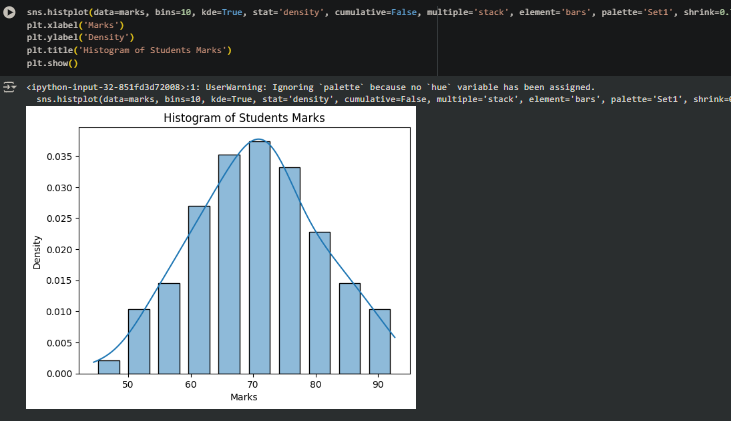 sns.histplot(data=marks, bins=10, kde=True, stat='density', cumulative=False, multiple='stack', element='bars', palette='Set1', shrink=0.
plt.xlabel('Marks')
plt.ylabel('Density')
plt.title('Histogram of Students Marks')
plt.show()
<ipython-input-32-851fd3d72008>:1: UserWarning: Ignoring `palette` because no `hue` variable has been assigned.
sns.histplot(data=marks, bins=10, kde=True, stat='density', cumulative=False, multiple='stack', element='bars', palette='Set1', shrink=
Histogram of Students Marks
0.035
0.030
0.025
0.020
0.015
0.010
0.005
0.000
Density
50 60 70 80 90
Marks